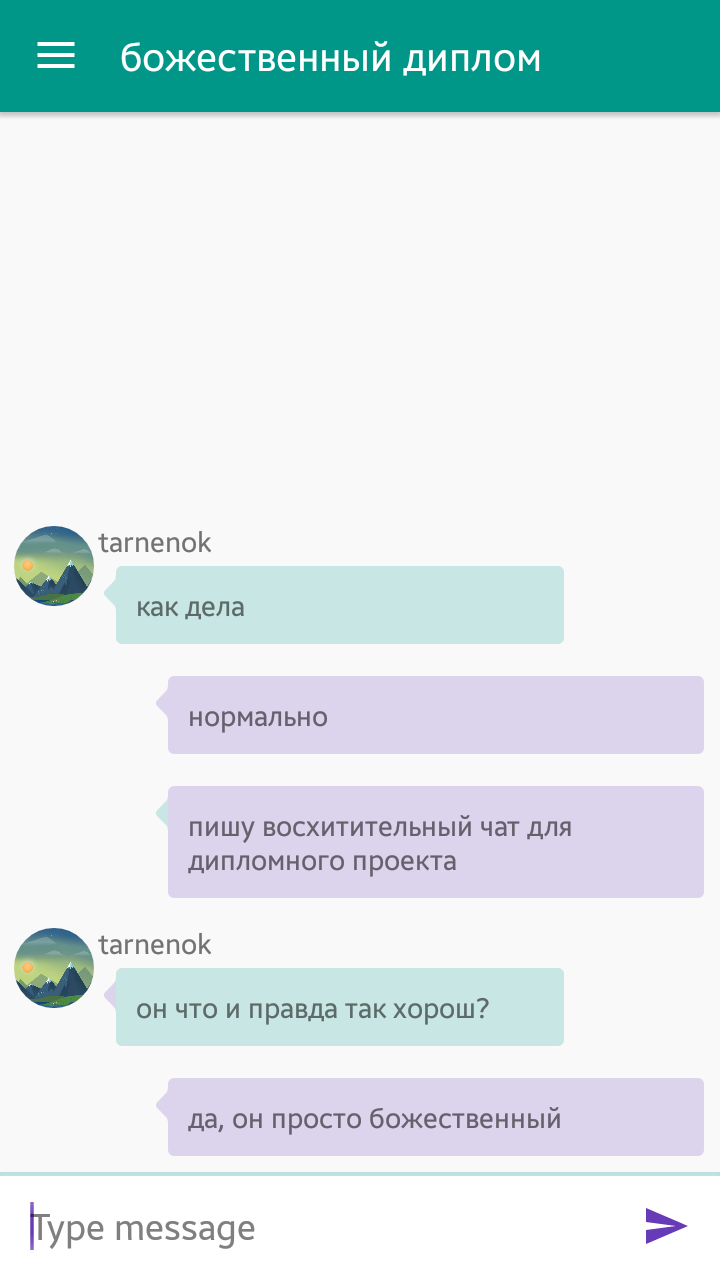 божественный диплом
tarnenok
как дела
нормально
пишу восхитительный чат для
дипломного проекта
tarnenok
он что и правда так хорош?
да, он просто божественный
Type message